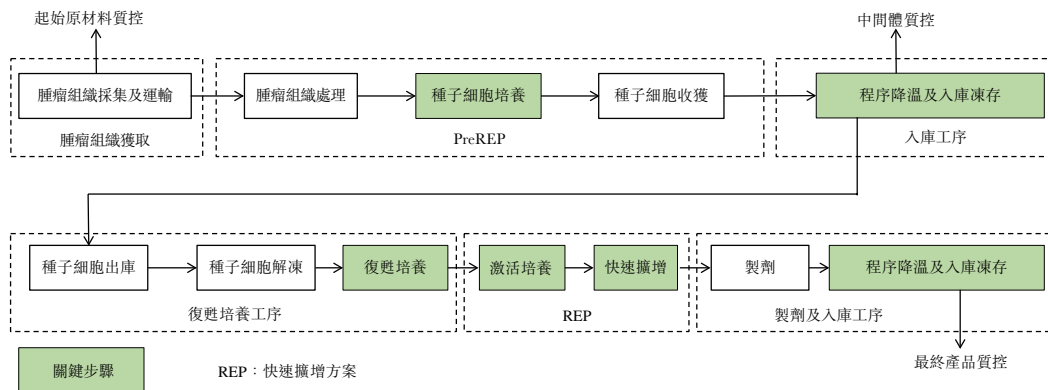 起始原材料質控
中間體質控
腫瘤組織採集及運輸
腫瘤組織處理
種子細胞培養
種子細胞收獲
程序降溫及入庫凍存
腫瘤組織獲取
PreREP
入庫工序
種子細胞出庫
種子細胞解凍
復甦培養
激活培養
快速擴增
製劑
程序降溫及入庫凍存
復甦培養工序
REP
製劑及入庫工序
關鍵步驟
REP：快速擴增方案
最終產品質控